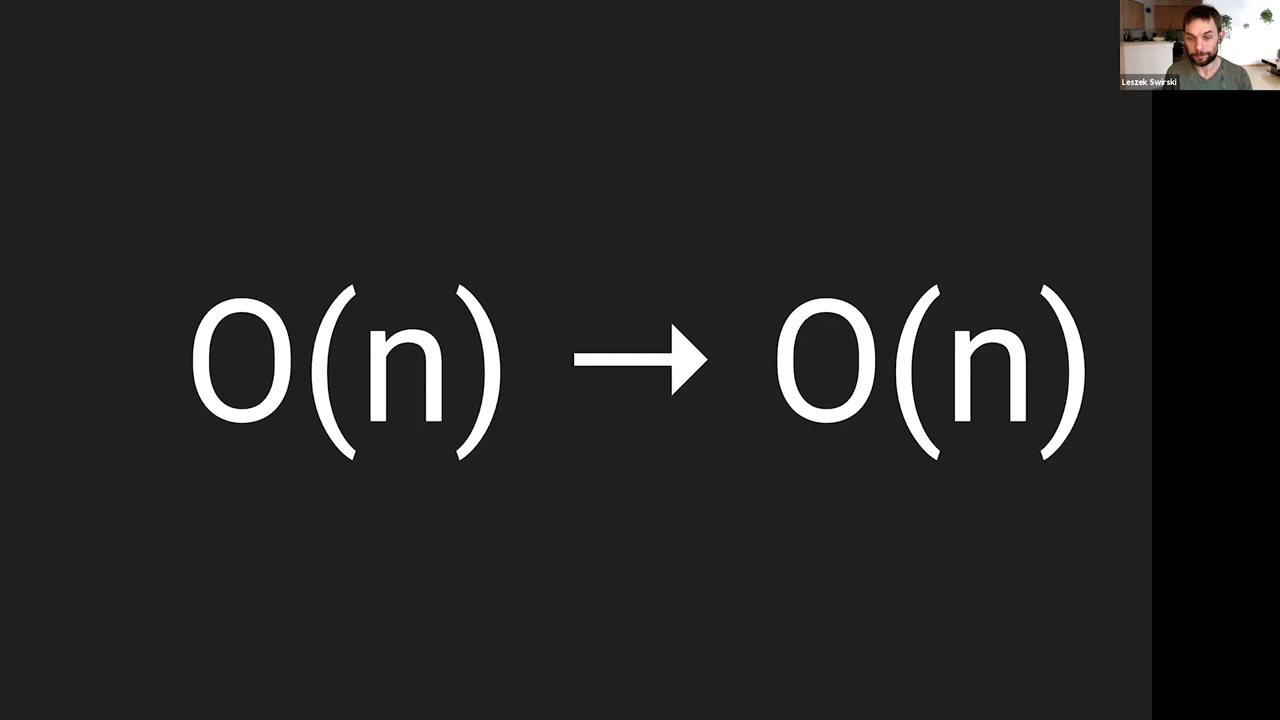 Leszek Swirski
O(n) → O(n)